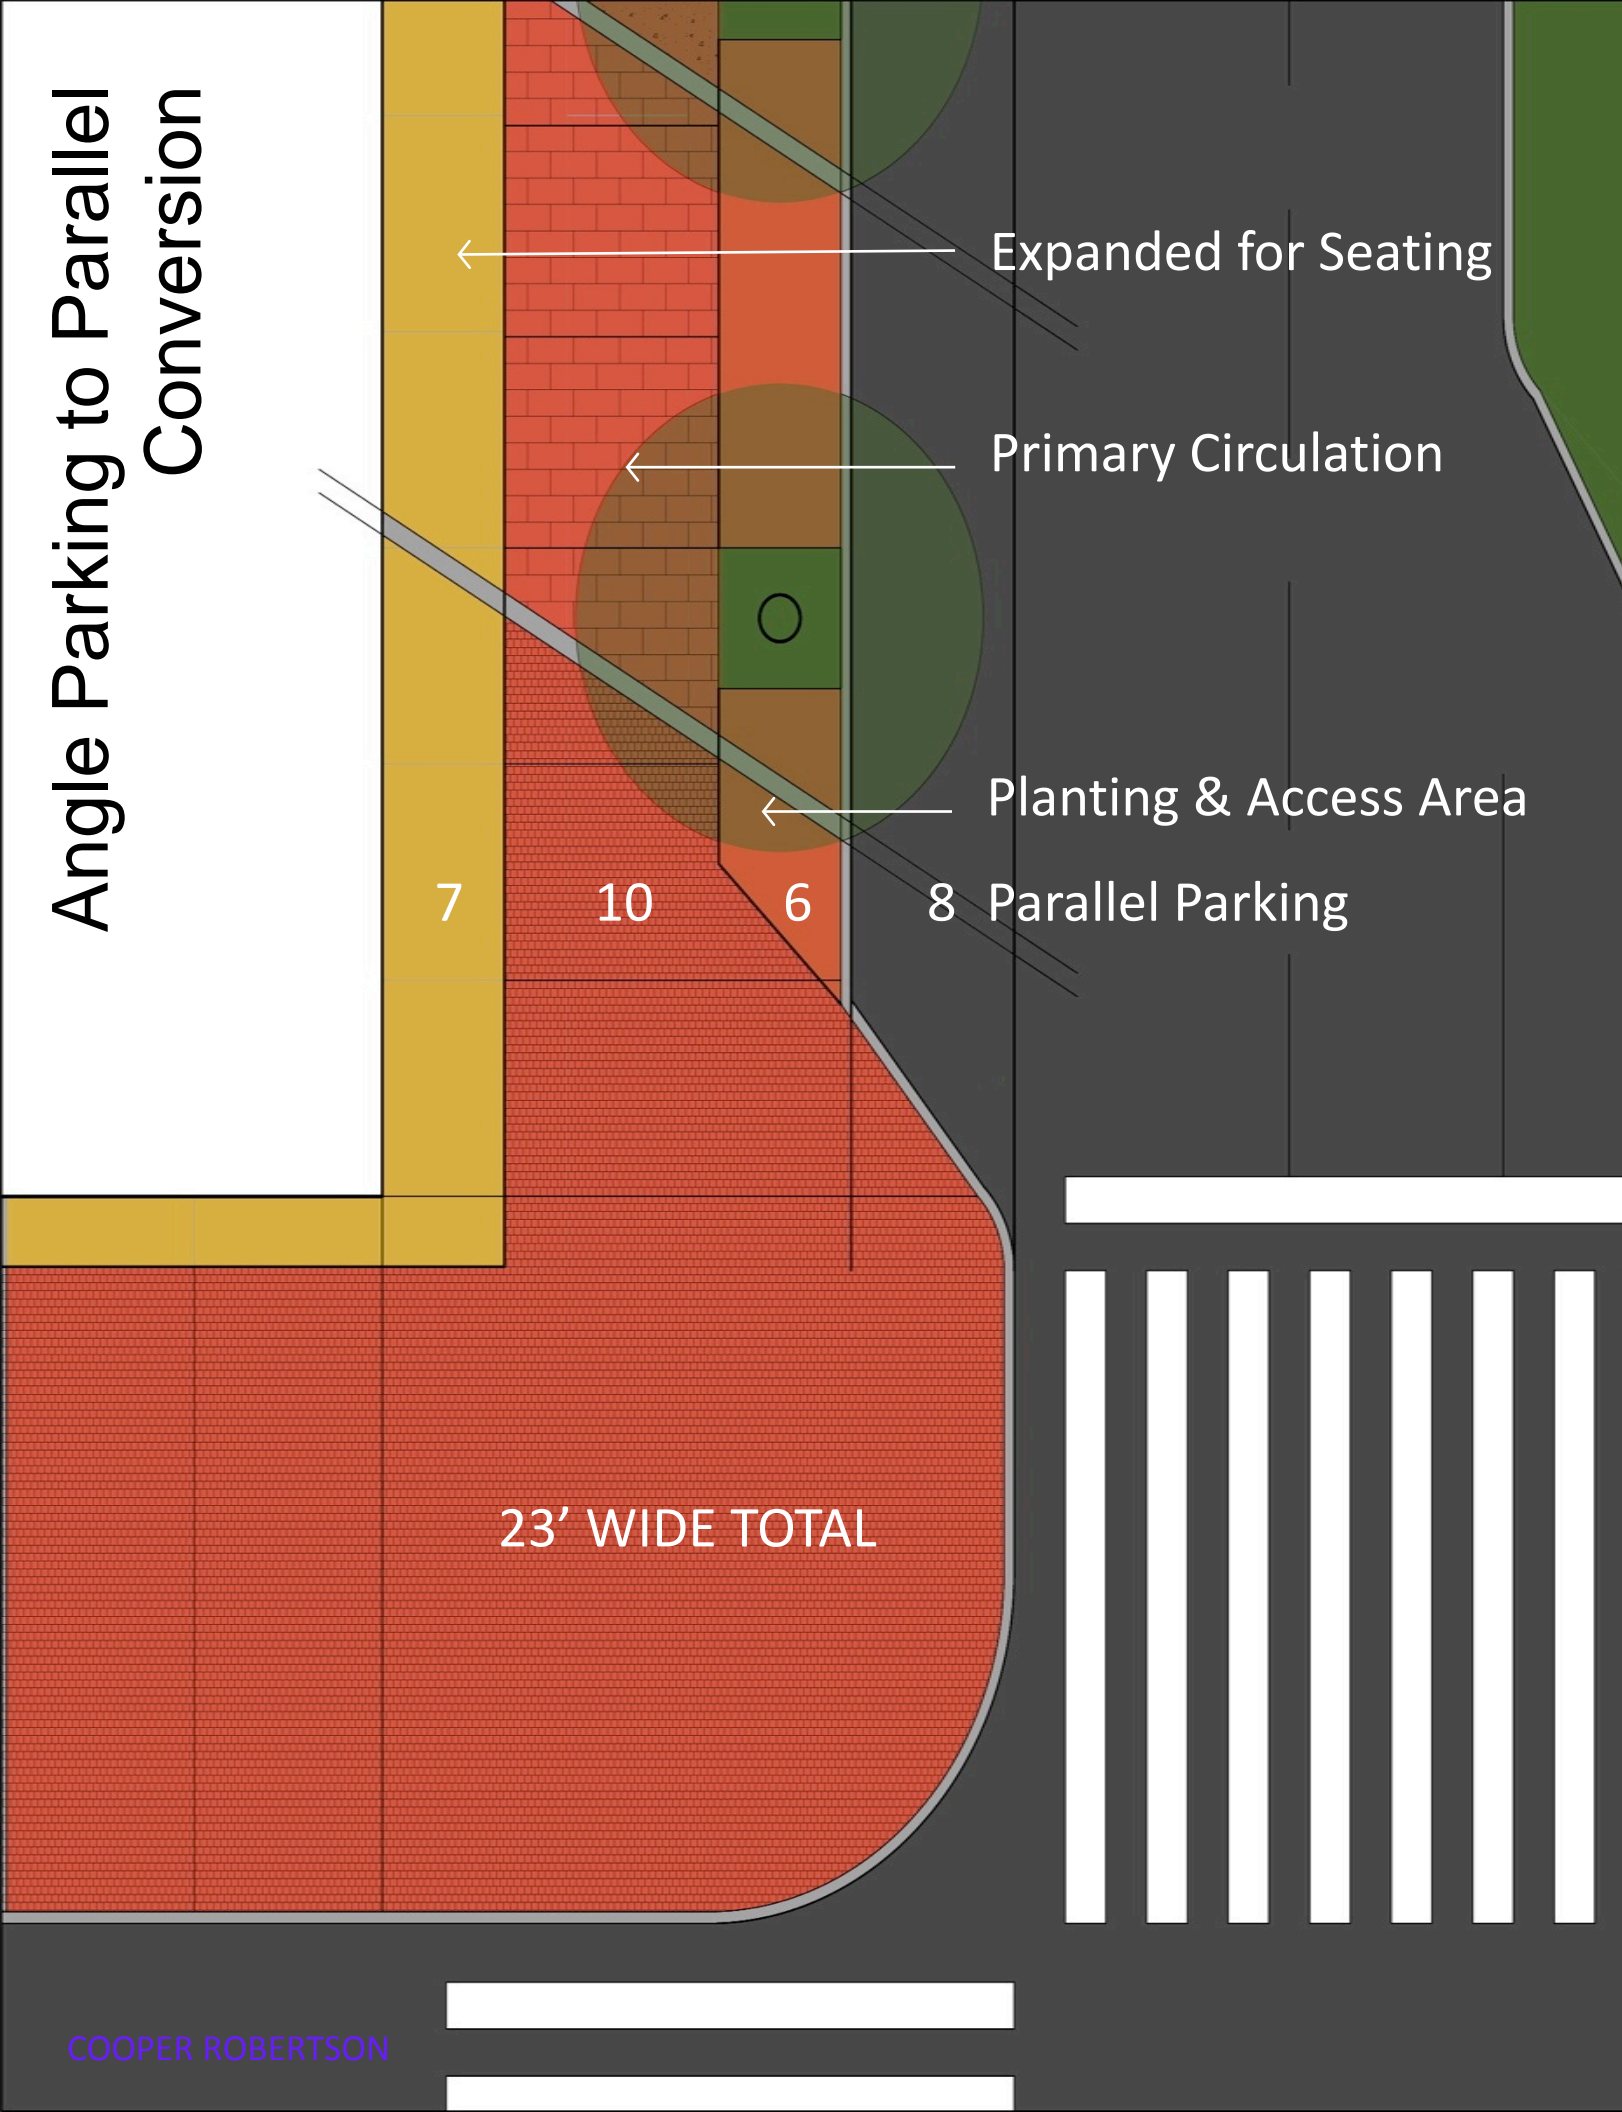 Angle Parking to Parallel
Conversion
Expanded for Seating
Primary Circulation
Planting & Access Area
7 10 6 8 Parallel Parking
23’ WIDE TOTAL
COOPER ROBERTSON